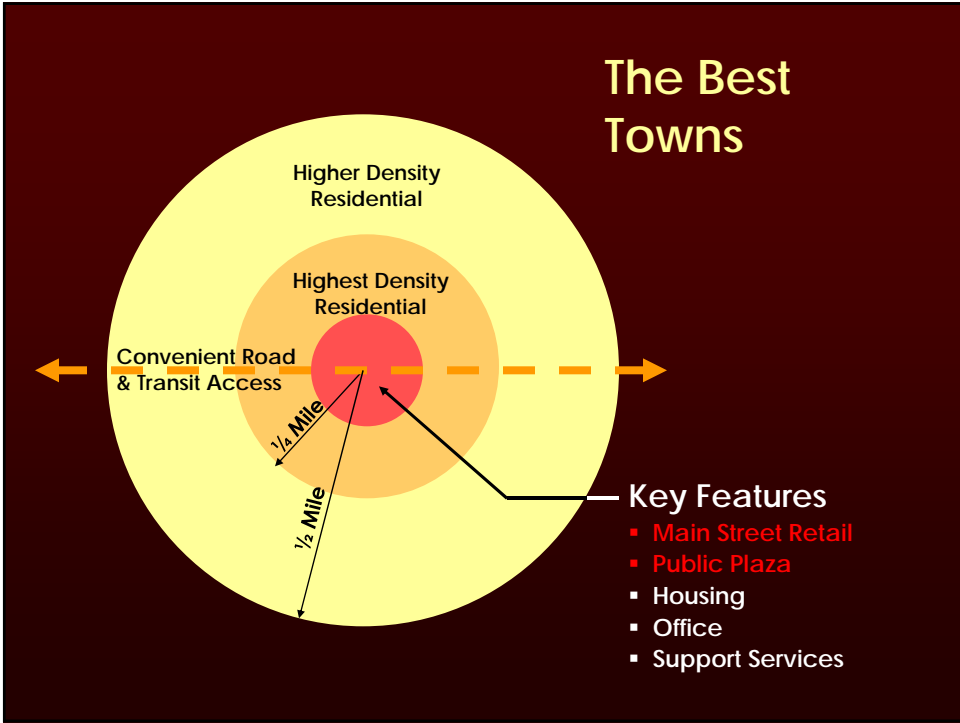 The Best
Towns
Higher Density
Residential
Highest Density
Residential
Convenient Road
& Transit Access
¼ Mile
½ Mile
Key Features
▪ Main Street Retail
▪ Public Plaza
▪ Housing
▪ Office
▪ Support Services